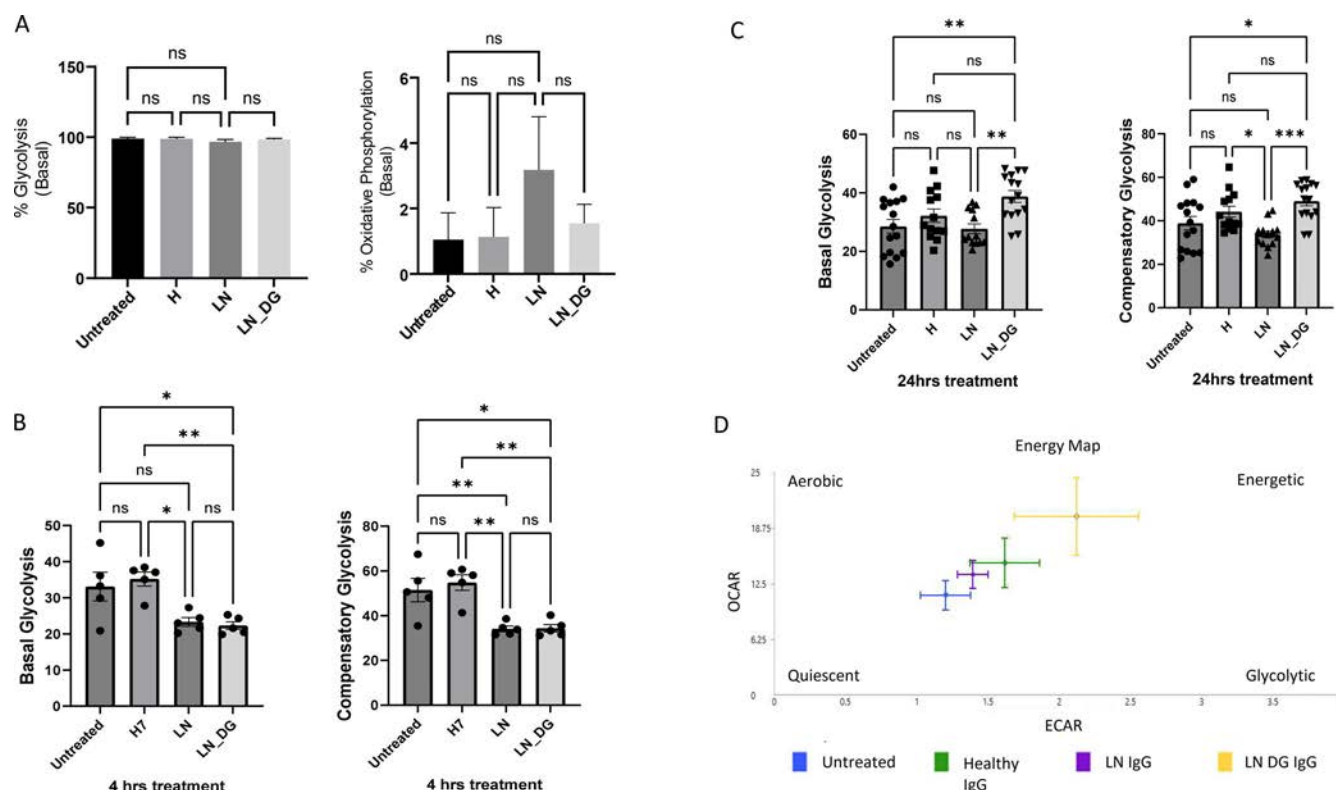 A
ns
ns
ns
ns
150
100
50
0
% Glycolysis
(Basal)
Untreated
H
LN
LN_DG
ns
ns
ns
ns
6
4
2
0
% Oxidative Phosphorylation
(Basal)
Untreated
H
LN
LN_DG
B
*
**
ns
ns
*
ns
50
40
30
20
10
0
Basal Glycolysis
Untreated
H7
LN
LN_DG
4 hrs treatment
*
**
**
ns
**
ns
80
60
40
20
0
Compensatory Glycolysis
Untreated
H7
LN
LN_DG
4 hrs treatment
C
**
ns
ns
ns
ns
**
60
40
20
0
Basal Glycolysis
Untreated
H
LN
LN_DG
24hrs treatment
*
ns
ns
ns
*
***
80
60
40
20
0
Compensatory Glycolysis
Untreated
H
LN
LN_DG
24hrs treatment
D
Energy Map
Aerobic
Energetic
Quiescent
Glycolytic
25
18.75
12.5
6.25
0
OCAR
0
0.5
1
1.5
2
2.5
3
3.5
ECAR
Untreated
Healthy
IgG
LN IgG
LN DG IgG